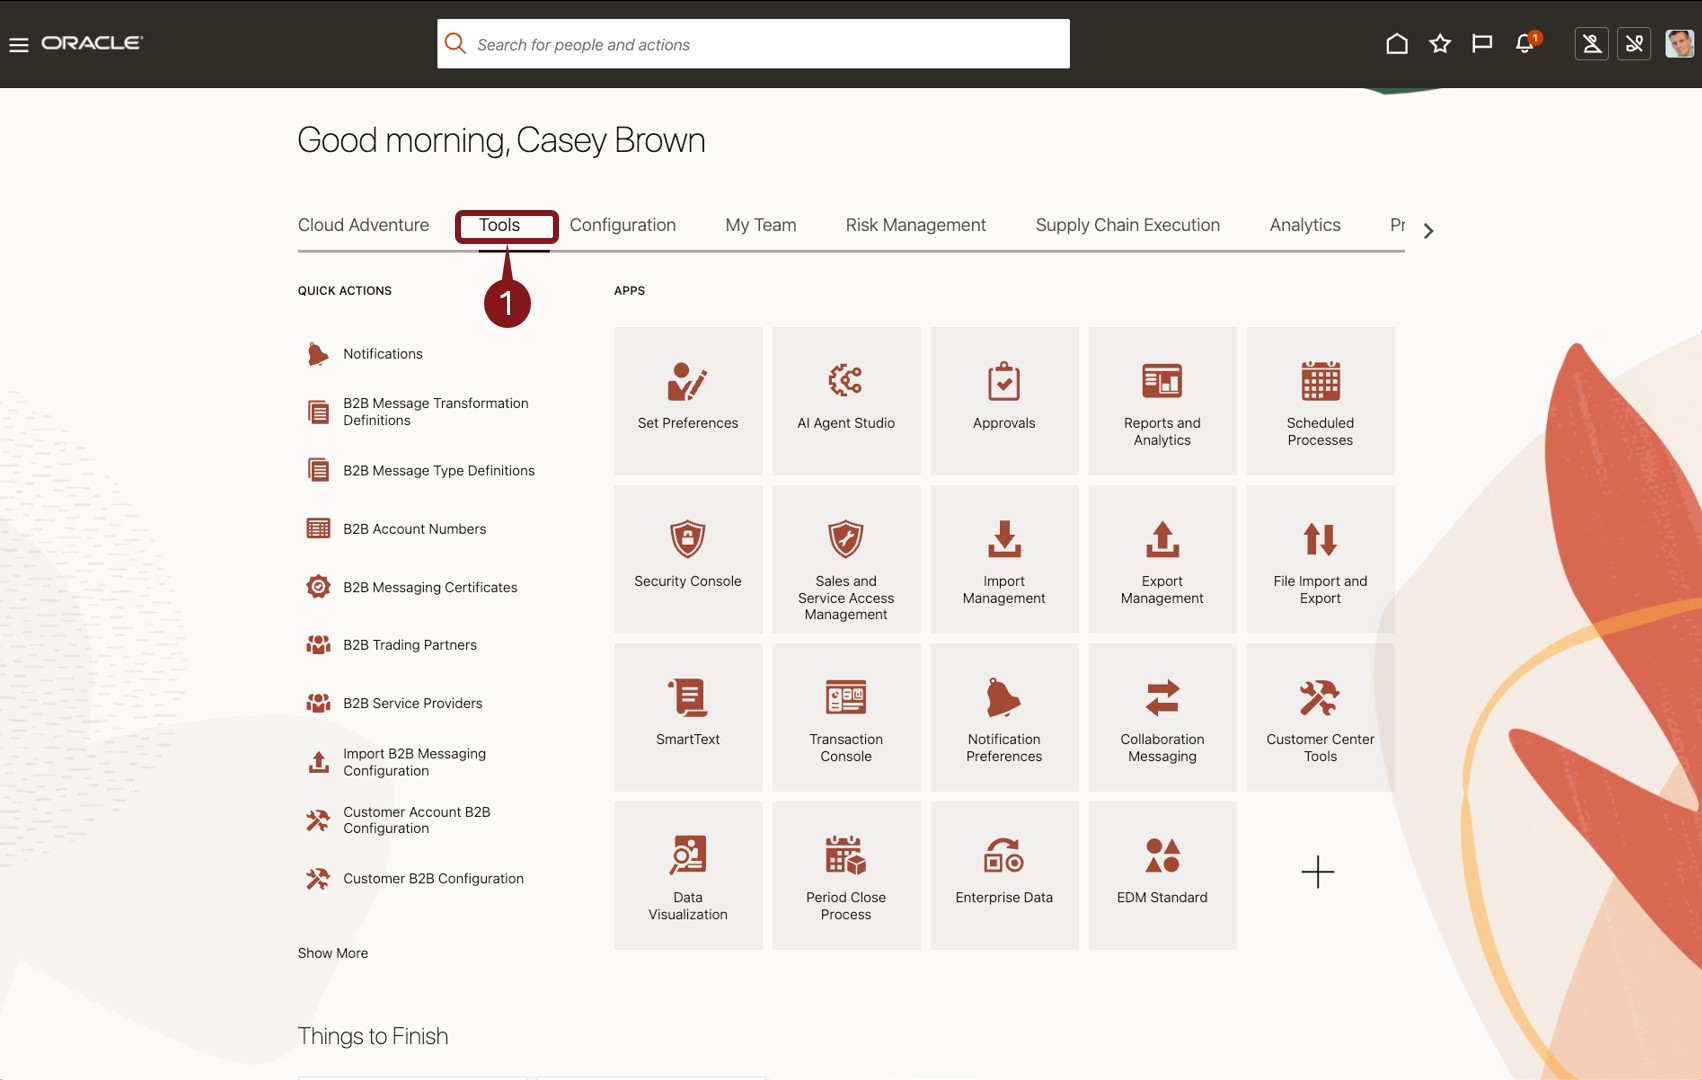 ORACLE
Search for people and actions
1
Good morning, Casey Brown
Cloud Adventure
Tools
Configuration
My Team
Risk Management
Supply Chain Execution
Analytics
Pr
1
QUICK ACTIONS
Notifications
B2B Message Transformation
Definitions
B2B Message Type Definitions
B2B Account Numbers
B2B Messaging Certificates
B2B Trading Partners
B2B Service Providers
Import B2B Messaging
Configuration
Customer Account B2B
Configuration
Customer B2B Configuration
Show More
APPS
Set Preferences
AI Agent Studio
Approvals
Reports and
Analytics
Scheduled
Processes
Security Console
Sales and
Service Access
Management
Import
Management
Export
Management
File Import and
Export
SmartText
Transaction
Console
Notification
Preferences
Collaboration
Messaging
Customer Center
Tools
Data
Visualization
Period Close
Process
Enterprise Data
EDM Standard
Things to Finish